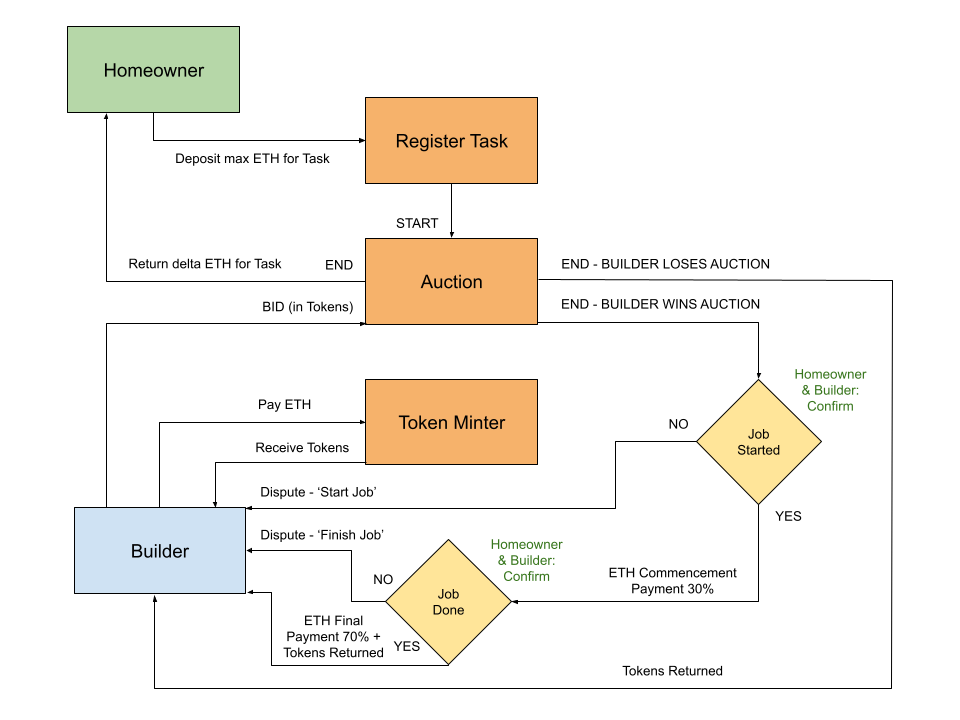 Homeowner
Register Task
Deposit max ETH for Task
START
Return delta ETH for Task
END
Auction
END - BUILDER LOSES AUCTION
BID (in Tokens)
END - BUILDER WINS AUCTION
Homeowner
& Builder:
Confirm
Pay ETH
Token Minter
NO
Job
Started
Receive Tokens
Dispute - ‘Start Job’
YES
Builder
Dispute - ‘Finish Job’
Homeowner
& Builder:
Confirm
NO
Job
Done
ETH Commencement
Payment 30%
ETH Final
Payment 70% +
Tokens Returned
YES
Tokens Returned